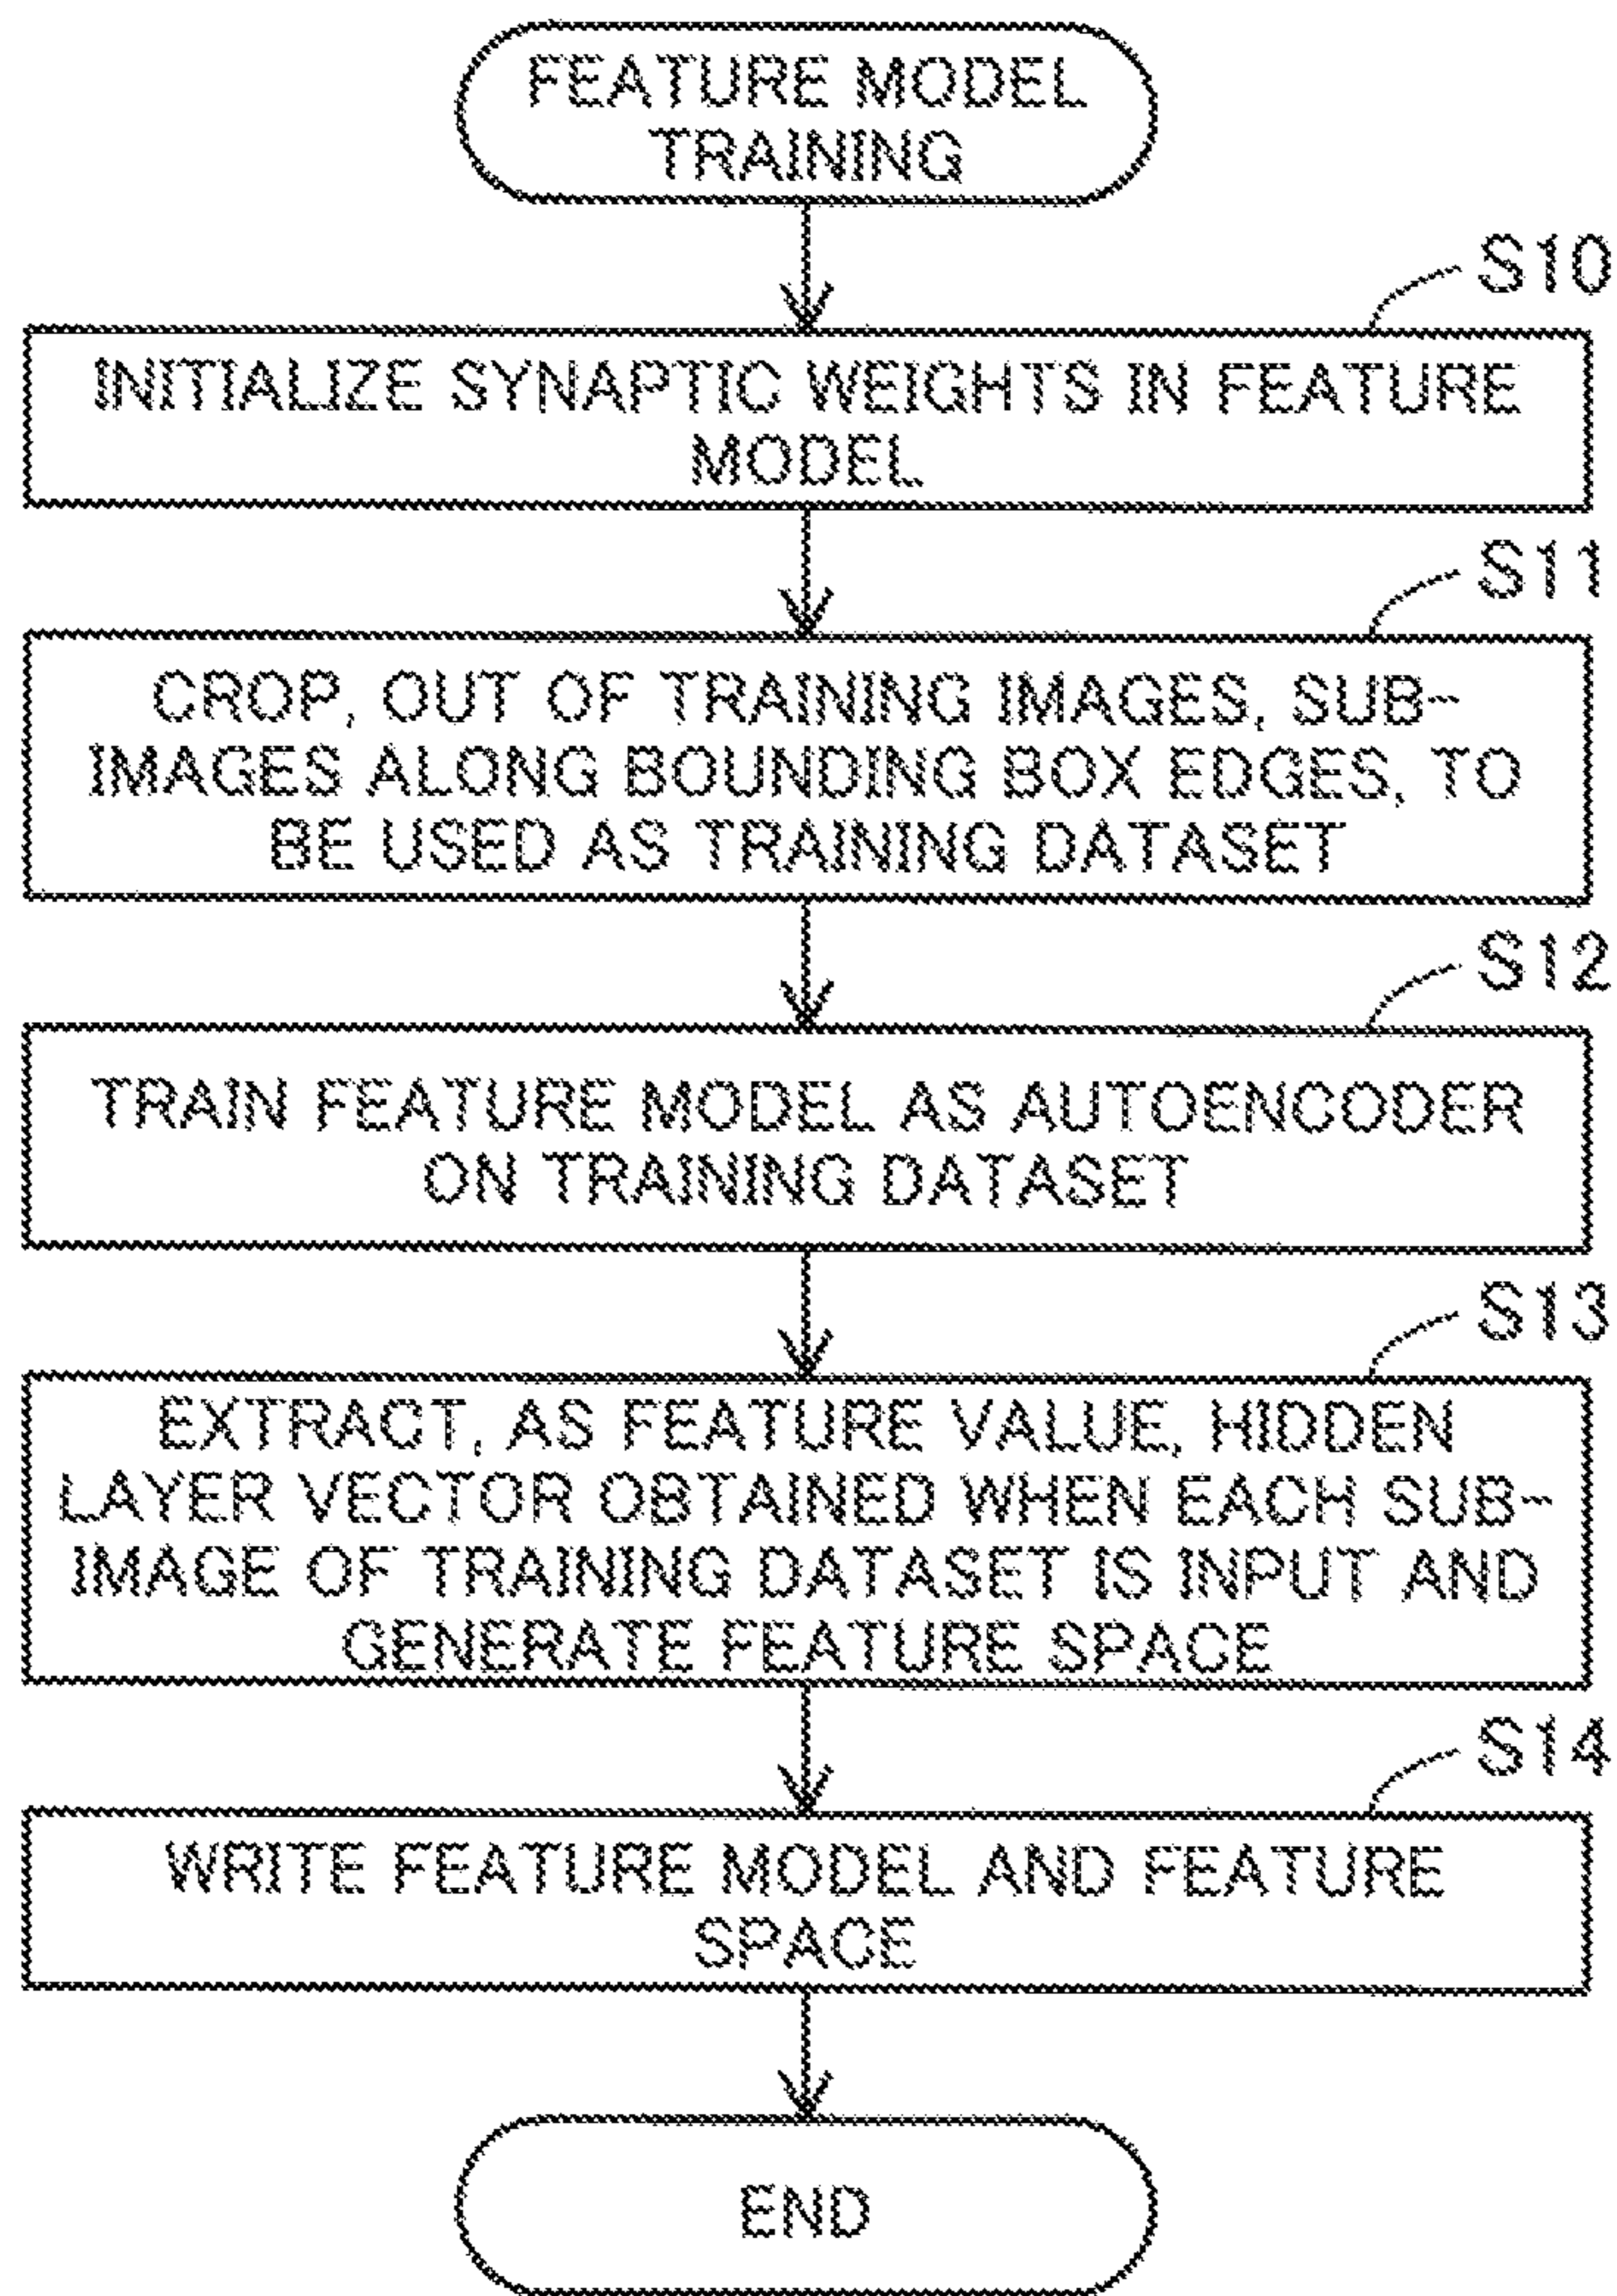 FEATURE MODEL
TRAINING
S10
INITIALIZE SYNAPTIC WEIGHTS IN FEATURE
MODEL
S11
CROP, OUT OF TRAINING IMAGES, SUB-
IMAGES ALONG BOUNDING BOX EDGES, TO
BE USED AS TRAINING DATASET
S12
TRAIN FEATURE MODEL AS AUTOENCODER
ON TRAINING DATASET
S13
EXTRACT, AS FEATURE VALUE, HIDDEN
LAYER VECTOR OBTAINED WHEN EACH SUB-
IMAGE OF TRAINING DATASET IS INPUT AND
GENERATE FEATURE SPACE
S14
WRITE FEATURE MODEL AND FEATURE
SPACE
END